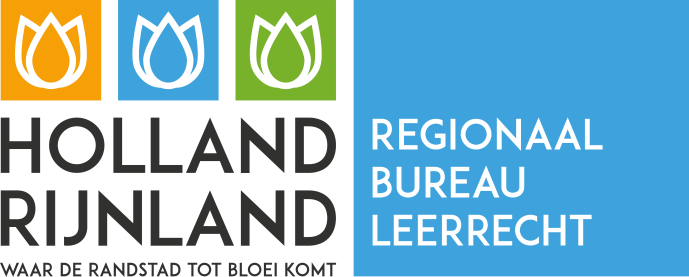 HOLLAND
RIJNLAND
WAAR DE RANDSTAD TOT BLOEI KOMT
REGIONAAL
BUREAU
LEERRECHT